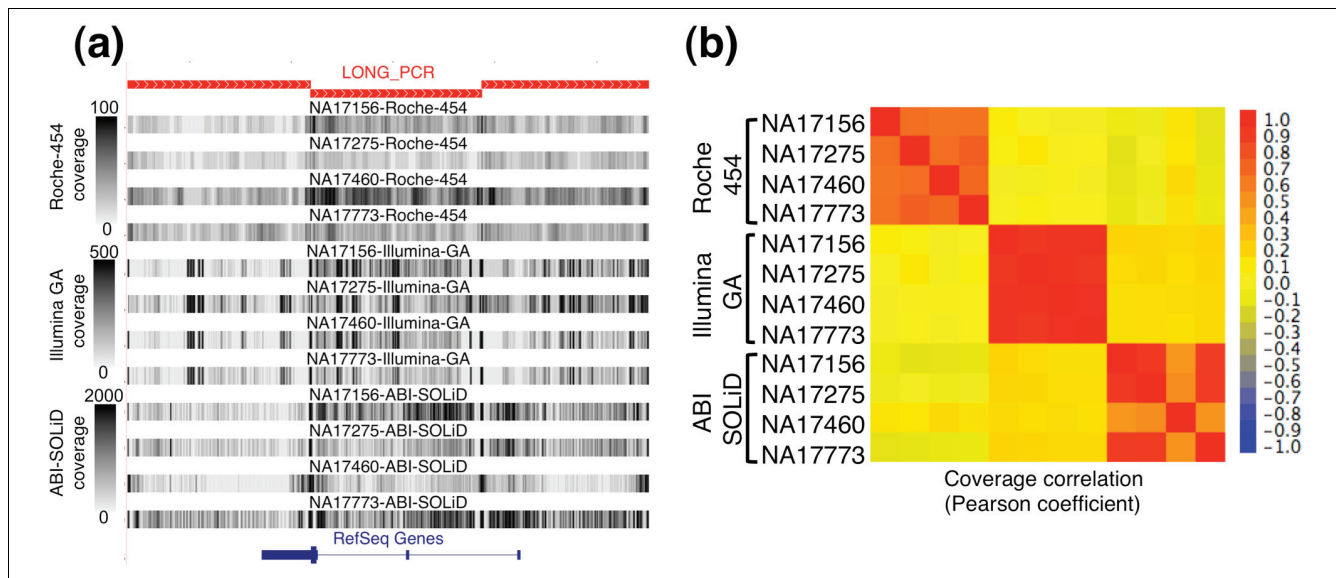 (a)
LONG_PCR
NA17156-Roche-454
NA17275-Roche-454
NA17460-Roche-454
NA17773-Roche-454
NA17156-Illumina-GA
NA17275-Illumina-GA
NA17460-Illumina-GA
NA17773-Illumina-GA
NA17156-ABI-SOLiD
NA17275-ABI-SOLiD
NA17460-ABI-SOLiD
NA17773-ABI-SOLiD
RefSeq Genes
Roche-454
coverage
100
0
Illumina GA
coverage
500
0
ABI-SOLiD
coverage
2000
0
(b)
Roche
454
NA17156
NA17275
NA17460
NA17773
Illumina
GA
NA17156
NA17275
NA17460
NA17773
ABI
SOLiD
NA17156
NA17275
NA17460
NA17773
1.0
0.9
0.8
0.7
0.6
0.5
0.4
0.3
0.2
0.1
0.0
-0.1
-0.2
-0.3
-0.4
-0.5
-0.6
-0.7
-0.8
-0.9
-1.0
Coverage correlation
(Pearson coefficient)